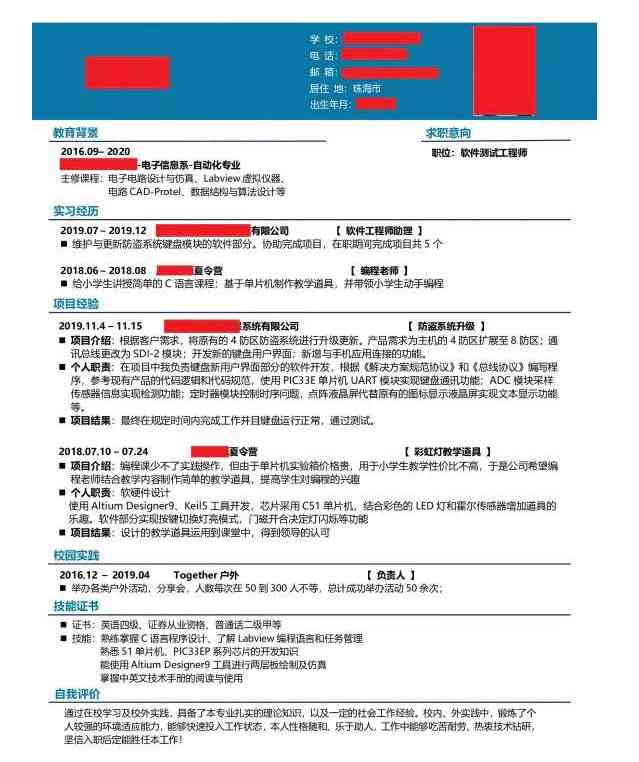 学 校：
电 话：
邮 箱：
居住 地：珠海市
出生年月：
教育背景
求职意向
2016.09– 2020
职位：软件测试工程师
-电子信息系-自动化专业
主修课程：电子电路设计与仿真、Labview 虚拟仪器、
电路 CAD-Protel、数据结构与算法设计等
实习经历
2019.07 – 2019.12 有限公司 【 软件工程师助理 】
■ 维护与更新防盗系统键盘模块的软件部分。协助完成项目，在职期间完成项目共 5 个
2018.06 – 2018.08 夏令营 【 编程老师 】
■ 给小学生讲授简单的 C 语言课程；基于单片机制作教学道具，并带领小学生动手编程
项目经验
2019.11.4 – 11.15 系统有限公司 【 防盗系统升级 】
■ 项目介绍：根据客户需求，将原有的 4 防区防盗系统进行升级更新。产品需求为主机的 4 防区扩展至 8 防区；通
讯总线更改为 SDI-2 模块；开发新的键盘用户界面；新增与手机应用连接的功能。
■ 个人职责：在项目中我负责键盘新用户界面部分的软件开发，根据《解决方案规范协议》和《总线协议》编写程
序，参考现有产品的代码逻辑和代码规范，使用 PIC33E 单片机 UART 模块实现键盘通讯功能；ADC 模块采样
传感器信息实现检测功能；定时器模块控制时序问题，点阵液晶屏代替原有的图标显示液晶屏实现文本显示功能
等。
■ 项目结果：最终在规定时间内完成工作并且键盘运行正常，通过测试。
2018.07.10 – 07.24 夏令营 【 彩虹灯教学道具 】
■ 项目介绍：编程课少不了实践操作，但由于单片机实验箱价格贵，用于小学生教学性价比不高，于是公司希望编
程老师结合教学内容制作简单的教学道具，提高学生对编程的兴趣
■ 个人职责：软硬件设计
使用 Altium Designer9、Keil5 工具开发，芯片采用 C51 单片机，结合彩色的 LED 灯和霍尔传感器增加道具的
乐趣。软件部分实现按键切换灯亮模式，门磁开合决定灯闪烁等功能
■ 项目结果：设计的教学道具运用到课堂中，得到领导的认可
校园实践
2016.12 – 2019.04 Together 户外 【 负责人 】
■ 举办各类户外活动，分享会，人数每次在 50 到 300 人不等，总计成功举办活动 50 余次；
技能证书
■ 证书：英语四级、证券从业资格、普通话二级甲等
■ 技能：熟练掌握 C 语言程序设计、了解 Labview 编程语言和任务管理
熟悉 51 单片机、PIC33EP 系列芯片的开发知识
能使用 Altium Designer9 工具进行两层板绘制及仿真
掌握中英文技术手册的阅读与使用
自我评价
通过在校学习及校外实践，具备了本专业扎实的理论知识，以及一定的社会工作经验。校内、外实践中，锻炼了个
人较强的环境适应能力，能够快速投入工作状态，本人性格随和、乐于助人，工作中能够吃苦耐劳、热衷技术钻研，
坚信入职后定能胜任本工作！